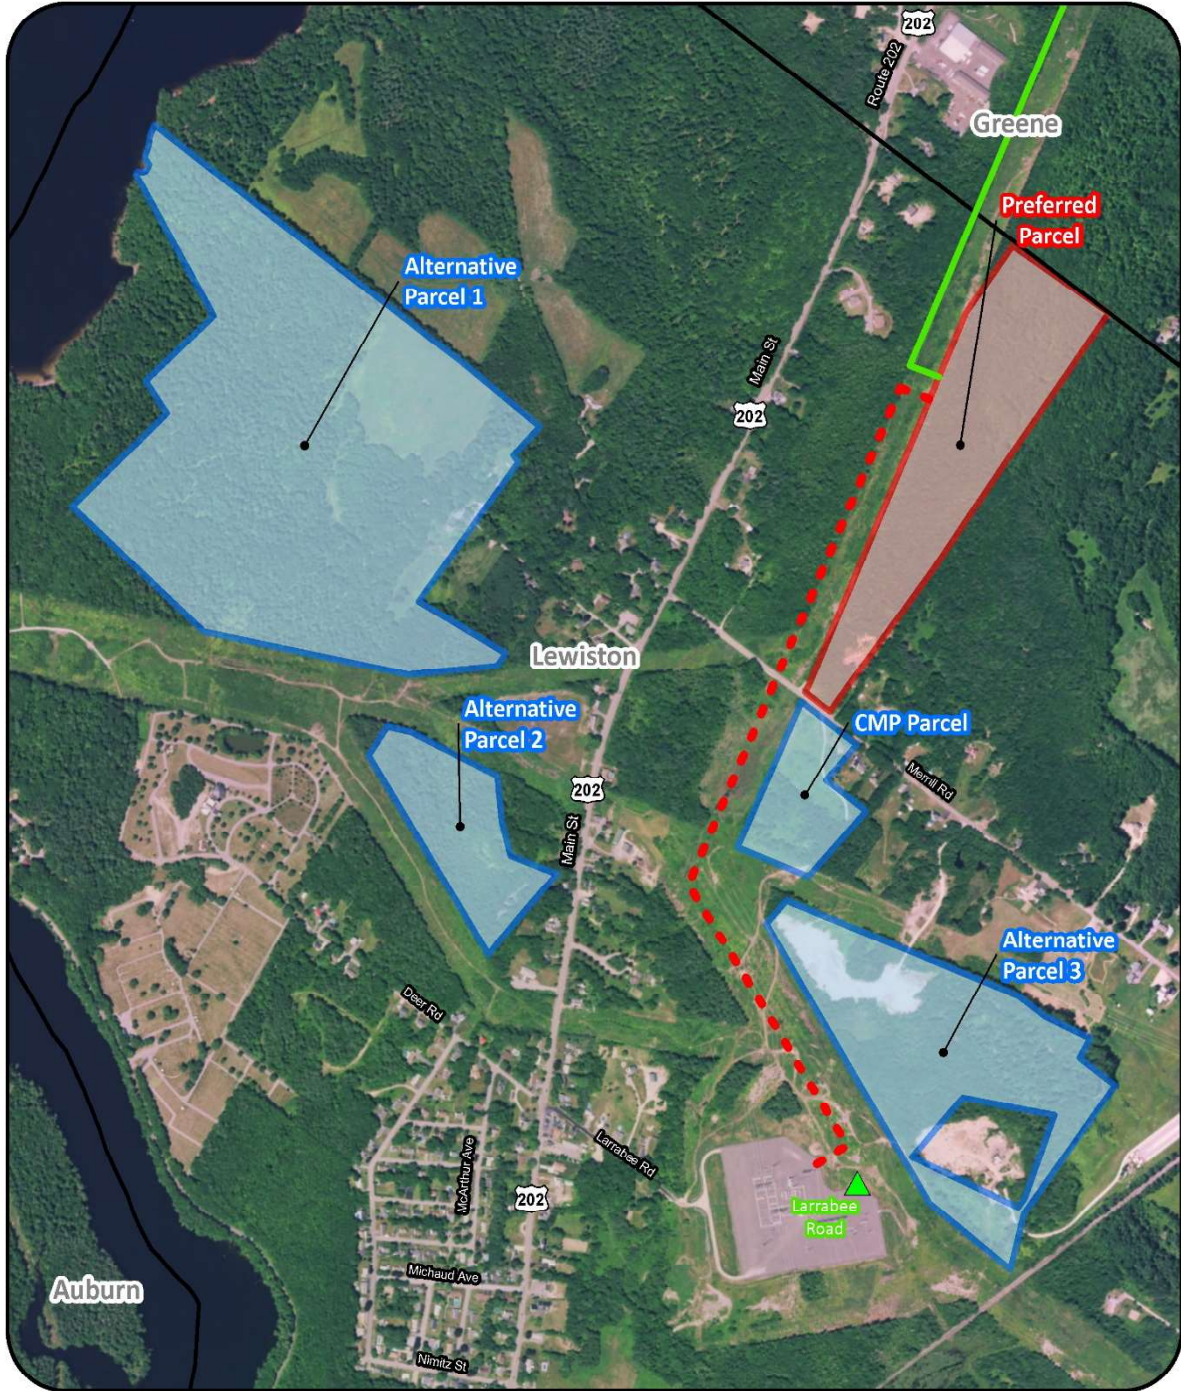 202
Route 202
Greene
Preferred
Parcel
Alternative
Parcel 1
Main St
202
Lewiston
Alternative
Parcel 2
CMP Parcel
202
Merrill Rd
Main St
Alternative
Parcel 3
Deer Rd
Larrabee Rd
McArthur Ave
202
Larrabee
Road
Michaud Ave
Auburn
Nimitz St